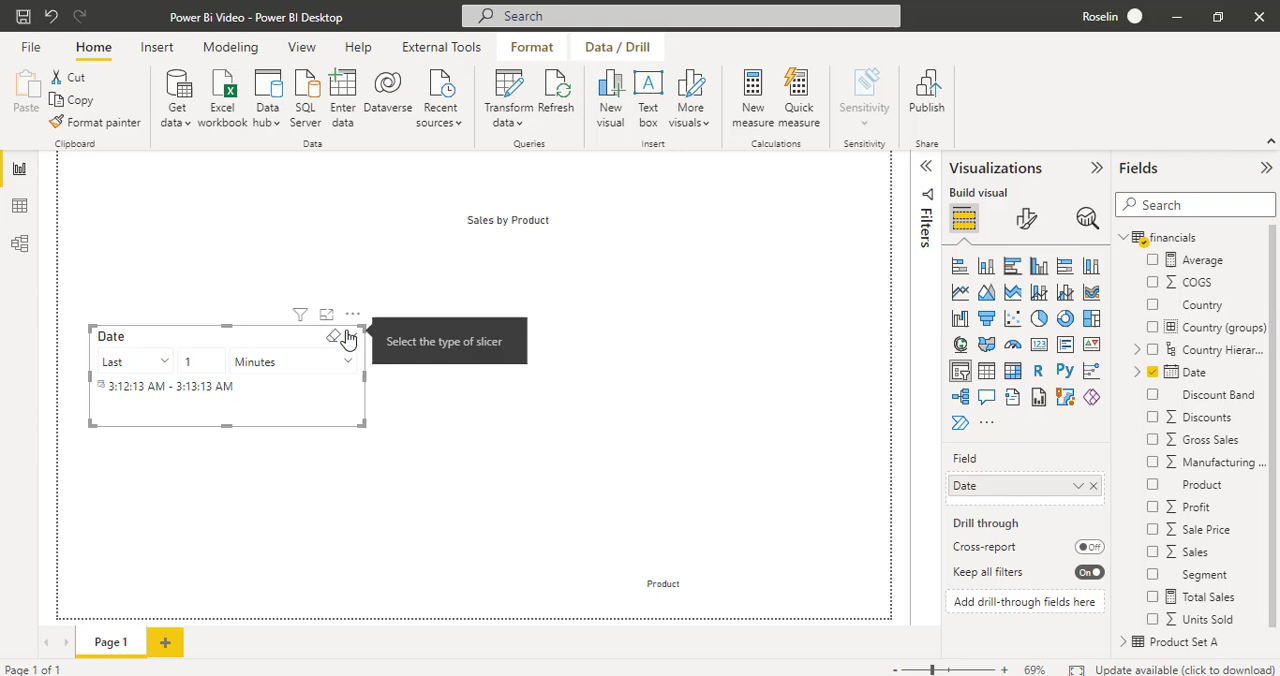 Power Bi Video - Power BI Desktop
Search
Roselin
File Home Insert Modeling View Help External Tools Format Data / Drill
Paste
Cut
Copy
Format painter
Clipboard
Get data
Excel workbook
Data hub
SQL Server
Enter data
Dataverse
Recent sources
Data
Transform data
Refresh
Queries
New visual
Text box
More visuals
Insert
New measure
Quick measure
Calculations
Sensitivity
Sensitivity
Publish
Share
Sales by Product
Date
Last 1 Minutes
3:12:13 AM - 3:13:13 AM
Select the type of slicer
Product
Filters
Visualizations
Build visual
123
R
Py
Field
Date
Drill through
Cross-report Off
Keep all filters On
Add drill-through fields here
Fields
Search
financials
Average
COGS
Country
Country (groups)
Country Hierar...
Date
Discount Band
Discounts
Gross Sales
Manufacturing ...
Product
Profit
Sale Price
Sales
Segment
Total Sales
Units Sold
Product Set A
Page 1
Page 1 of 1
- + 69%
Update available (click to download)